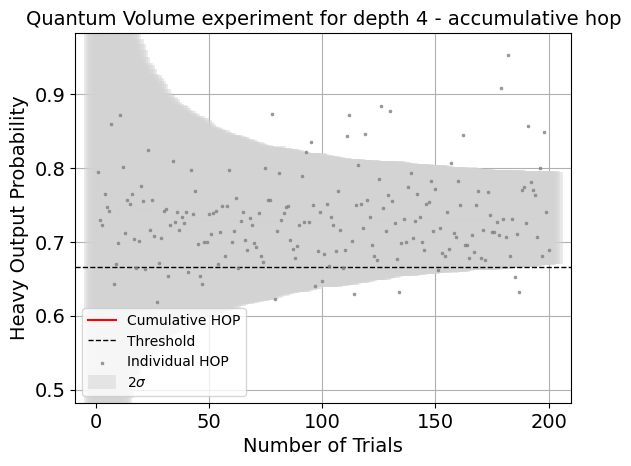 Quantum Volume experiment for depth 4 - accumulative hop
Heavy Output Probability
0.9
0.8
0.7
0.6
0.5
Cumulative HOP
Threshold
Individual HOP
2σ
0 50 100 150 200
Number of Trials